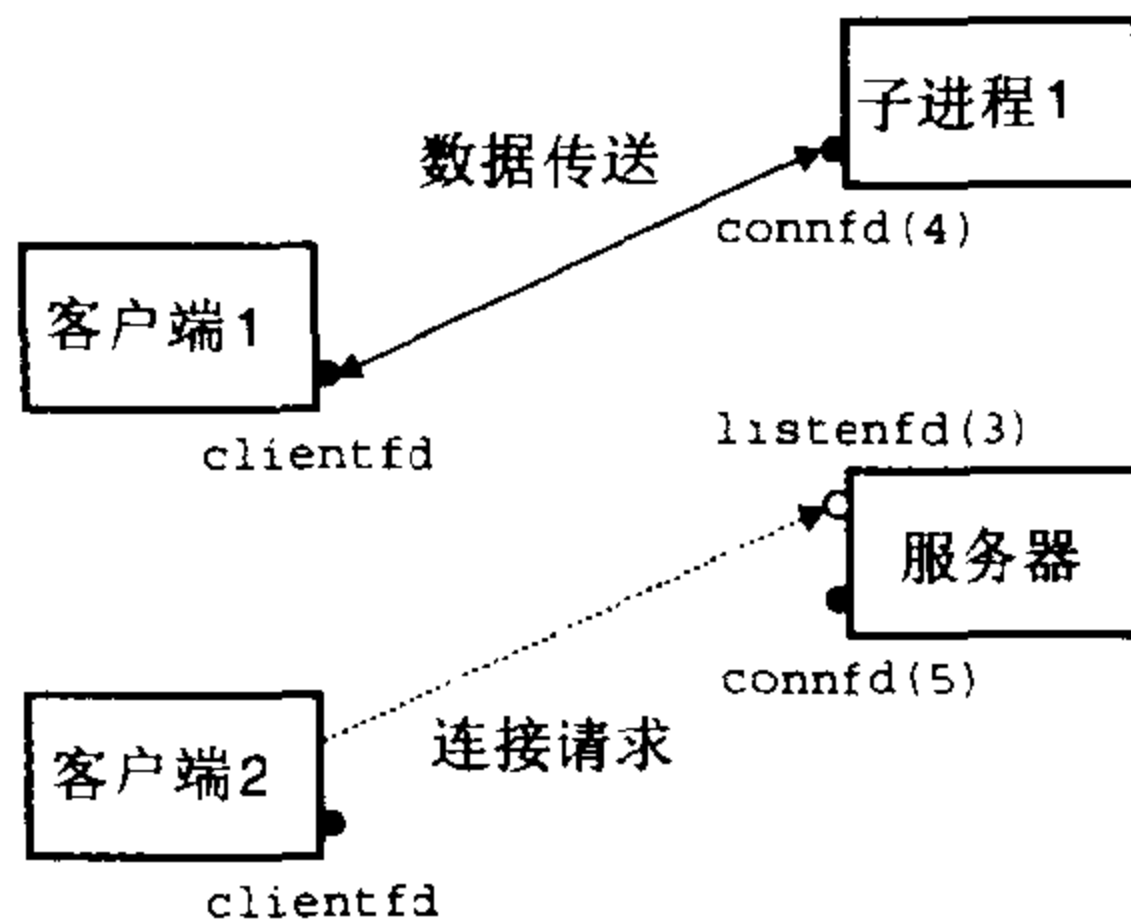 子进程1
数据传送
connfd(4)
客户端1
clientfd
listenfd(3)
服务器
connfd(5)
连接请求
客户端2
clientfd